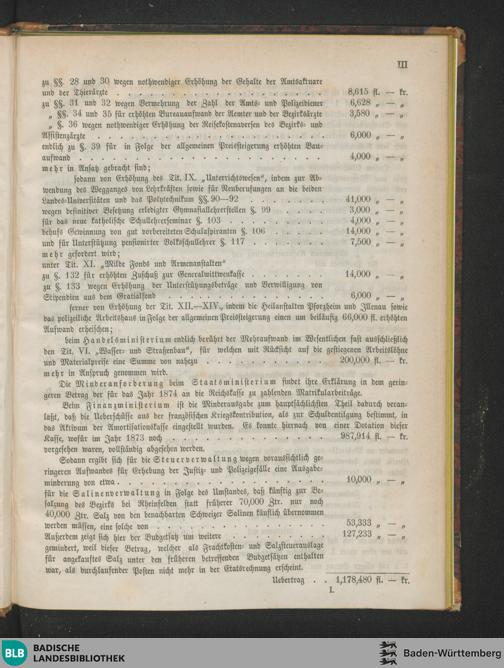 III
zu §§. 28 und 30 wegen nothwendiger Erhöhung der Gehalte der Amtsaktuare
und der Thierärzte . . . . . . . . . . . . 8,615 fl. — kr.
zu §§. 31 und 32 wegen Vermehrung der Zahl der Amts- und Polizeidiener 6,628 „ — „
„ §§. 34 und 35 für erhöhten Bureauaufwand der Aemter und der Bezirksärzte 3,580 „ — „
„ §. 36 wegen nothwendiger Erhöhung der Reisekostenaversen des Bezirks- und
Assistenzärzte . . . . . . . . . . . . 6,000 „ — „
endlich zu §. 39 für in Folge der allgemeinen Preissteigerung erhöhten Bau-
aufwand . . . . . . . . . . . . 4,000 „ — „
mehr in Ansatz gebracht sind;
sodann von Erhöhung des Tit. IX. „Unterrichtswesen“, indem zur Ab-
wendung des Wegganges von Lehrkräften sowie für Neuberufungen an die beiden
Landes-Universitäten und das Polytechnikum §§. 90—92 . . . . 41,000 „ — „
wegen definitiver Besetzung erledigter Gymnasiallehrerstellen §. 99 . . . 3,000 „ — „
für das neue katholische Schullehrerseminar §. 103 . . . . 4,000 „ — „
behufs Gewinnung von gut vorbereiteten Schulaspiranten §. 106 . . . 14,000 „ — „
und für Unterstützung pensionirter Volksschullehrer §. 117 . . . . 7,500 „ — „
mehr gefordert wird;
unter Tit. XI. „Milde Fonds und Armenanstalten“
zu §. 132 für erhöhten Zuschuß zur Generalwittwenkasse . . . . 14,000 „ — „
zu §. 133 wegen Erhöhung der Unterstützungsbeträge und Verwilligung von
Stipendien aus dem Gratialfond . . . . . . . 6,000 „ — „
ferner von Erhöhung der Tit. XII.—XIV., indem die Heilanstalten Pforzheim und Illenau sowie
das polizeiliche Arbeitshaus in Folge der allgemeinen Preissteigerung einen um beiläufig 66,000 fl. erhöhten
Aufwand erheischen;
beim Handelsministerium endlich berührt der Mehraufwand im Wesentlichen fast ausschließlich
den Tit. VI. „Wasser- und Straßenbau“, für welchen mit Rücksicht auf die gestiegenen Arbeitslöhne
und Materialpreise eine Summe von nahezu . . . . . . 200,000 fl. — kr.
mehr in Anspruch genommen wird.
Die Minderanforderung beim Staatsministerium findet ihre Erklärung in dem gerin-
geren Betrag der für das Jahr 1874 an die Reichskasse zu zahlenden Matrikularbeiträge.
Beim Finanzministerium ist die Minderausgabe zum hauptsächlichsten Theil dadurch veran-
laßt, daß die Ueberschüsse aus der französischen Kriegskontribution, als zur Schuldentilgung bestimmt, in
das Aktivum der Amortisationskasse eingestellt wurden. Es konnte hiernach von einer Dotation dieser
Kasse, wofür im Jahr 1873 noch . . . . . . . . 987,914 fl. — kr.
vorgesehen waren, vollständig abgesehen werden.
Sodann ergibt sich für die Steuerverwaltung wegen voraussichtlich ge-
ringeren Aufwandes für Erhebung der Justiz- und Polizeigefälle eine Ausgabe-
minderung von etwa . . . . . . . . . 10,000 „ — „
für die Salinenverwaltung in Folge des Umstandes, daß künftig zur Be-
salzung des Bezirks bei Rheinfelden statt früherer 70,000 Ztr. nur noch
40,000 Ztr. Salz von den benachbarten Schweizer Salinen käuflich übernommen
werden müssen, eine solche von . . . . . . . 53,333 „ — „
Außerdem zeigt sich hier der Budgetsatz um weitere . . . . . 127,233 „ — „
gemindert, weil dieser Betrag, welcher als Frachtkosten- und Salzsteuerauslage
für angekauftes Salz unter den früheren betreffenden Budgetsätzen enthalten
war, als durchlaufender Posten nicht mehr in der Etatsrechnung erscheint.
Uebertrag . . 1,178,480 fl. — kr.
I.
BLB
BADISCHE
LANDESBIBLIOTHEK
Baden-Württemberg